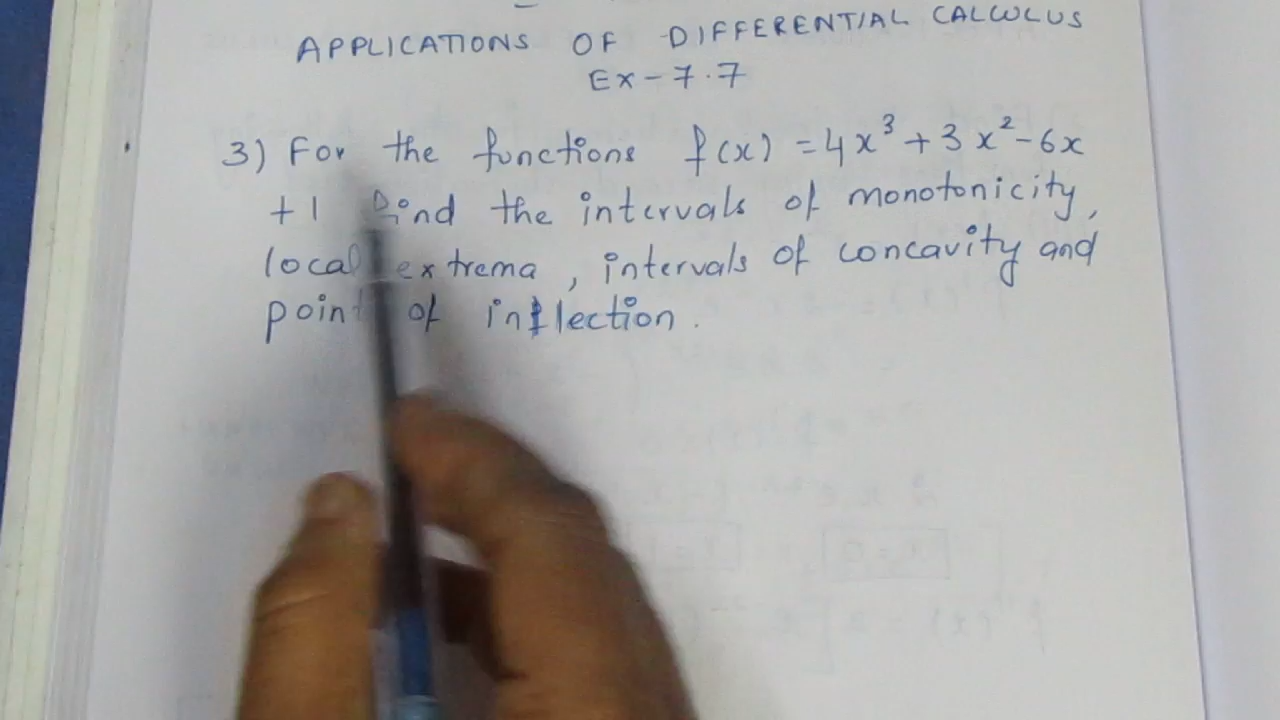 APPLICATIONS OF DIFFERENTIAL CALCULUS
Ex-7.7
3) For the functions f(x) = 4x³ + 3x² - 6x
+1 find the intervals of monotonicity,
local extrema, intervals of concavity and
point of inflection.